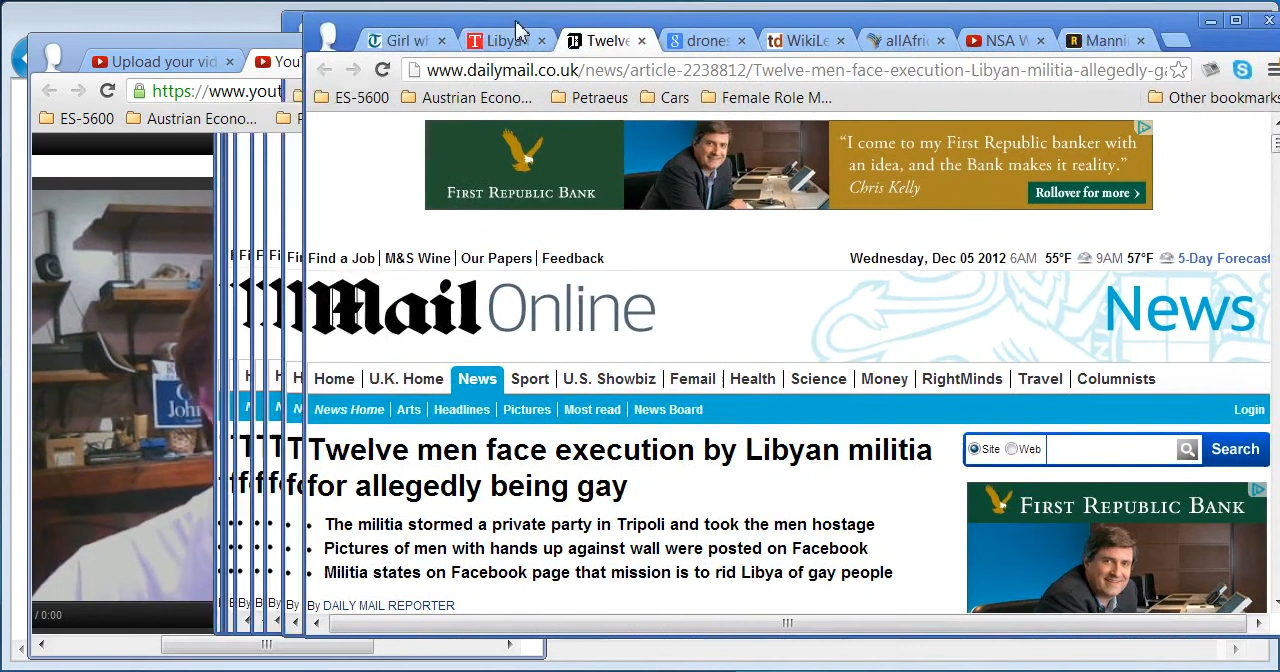 Girl wh
Libya T
Twelve
drones
WikiLe
allAfric
NSA W
Mannin
Upload your vid
You
www.dailymail.co.uk/news/article-2238812/Twelve-men-face-execution-Libyan-militia-allegedly-ga
https://www.yout
ES-5600
Austrian Econo...
Petraeus
Cars
Female Role M...
Other bookmarks
ES-5600
Austrian Econo...
FIRST REPUBLIC BANK
“I come to my First Republic banker with
an idea, and the Bank makes it reality.”
Chris Kelly
Rollover for more ›
Find a Job | M&S Wine | Our Papers | Feedback
Wednesday, Dec 05 2012 6AM 55°F 9AM 57°F 5-Day Forecast
Mail Online
News
Home | U.K. Home | News | Sport | U.S. Showbiz | Femail | Health | Science | Money | RightMinds | Travel | Columnists
News Home | Arts | Headlines | Pictures | Most read | News Board
Login
Twelve men face execution by Libyan militia
for allegedly being gay
Site Web Search
• The militia stormed a private party in Tripoli and took the men hostage
• Pictures of men with hands up against wall were posted on Facebook
• Militia states on Facebook page that mission is to rid Libya of gay people
By DAILY MAIL REPORTER
FIRST REPUBLIC BANK
John
/ 0:00